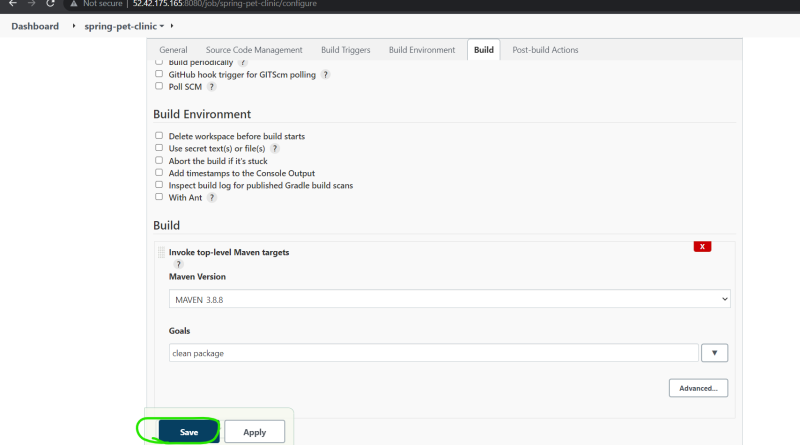 Not secure | 52.42.175.165:8080/job/spring-pet-clinic/configure
Dashboard spring-pet-clinic
General Source Code Management Build Triggers Build Environment Build Post-build Actions
Build periodically ?
GitHub hook trigger for GITScm polling ?
Poll SCM ?
Build Environment
Delete workspace before build starts
Use secret text(s) or file(s) ?
Abort the build if it's stuck
Add timestamps to the Console Output
Inspect build log for published Gradle build scans
With Ant ?
Build
Invoke top-level Maven targets X
?
Maven Version
MAVEN 3.8.8
Goals
clean package
Advanced...
Save Apply